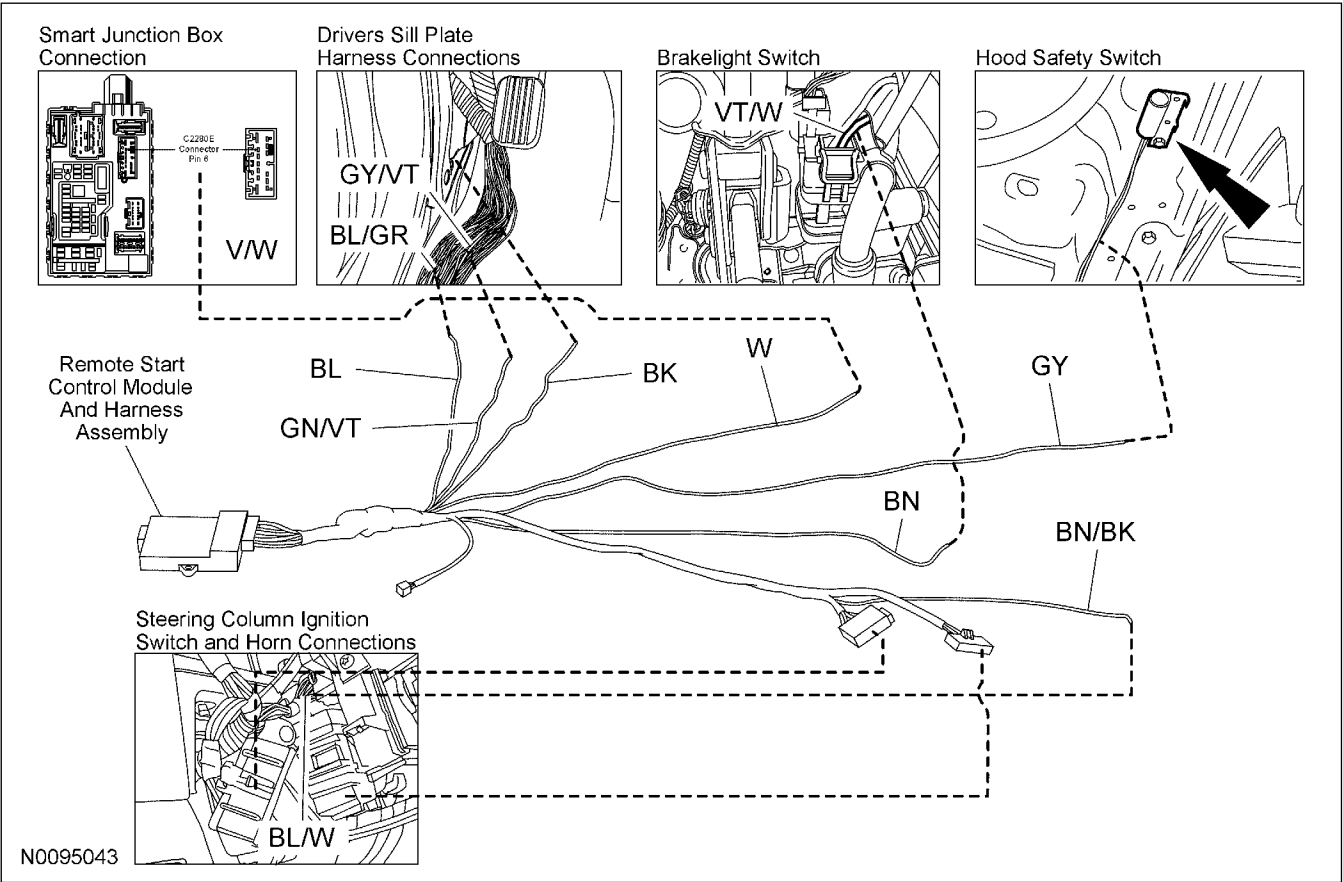 Smart Junction Box
Connection
Drivers Sill Plate
Harness Connections
Brakelight Switch
Hood Safety Switch
C2280E
Connector
Pin 6
V/W
GY/VT
BL/GR
VT/W
Remote Start
Control Module
And Harness
Assembly
BL
GN/VT
BK
W
GY
BN
BN/BK
Steering Column Ignition
Switch and Horn Connections
BL/W
N0095043